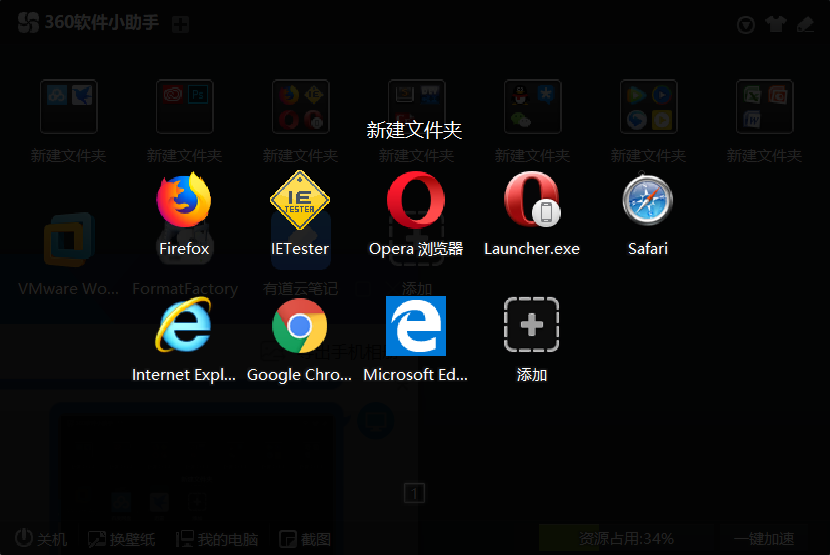 360软件小助手
新建文件夹 新建文件夹 新建文件夹 新建文件夹 新建文件夹 新建文件夹 新建文件夹
新建文件夹
IE
TESTER
Firefox IETester Opera 浏览器 Launcher.exe Safari
VMware Wo... FormatFactory 有道云笔记 添加
Internet Expl... Google Chro... Microsoft Ed... 添加
1
关机 换壁纸 我的电脑 截图 资源占用:34% 一键加速